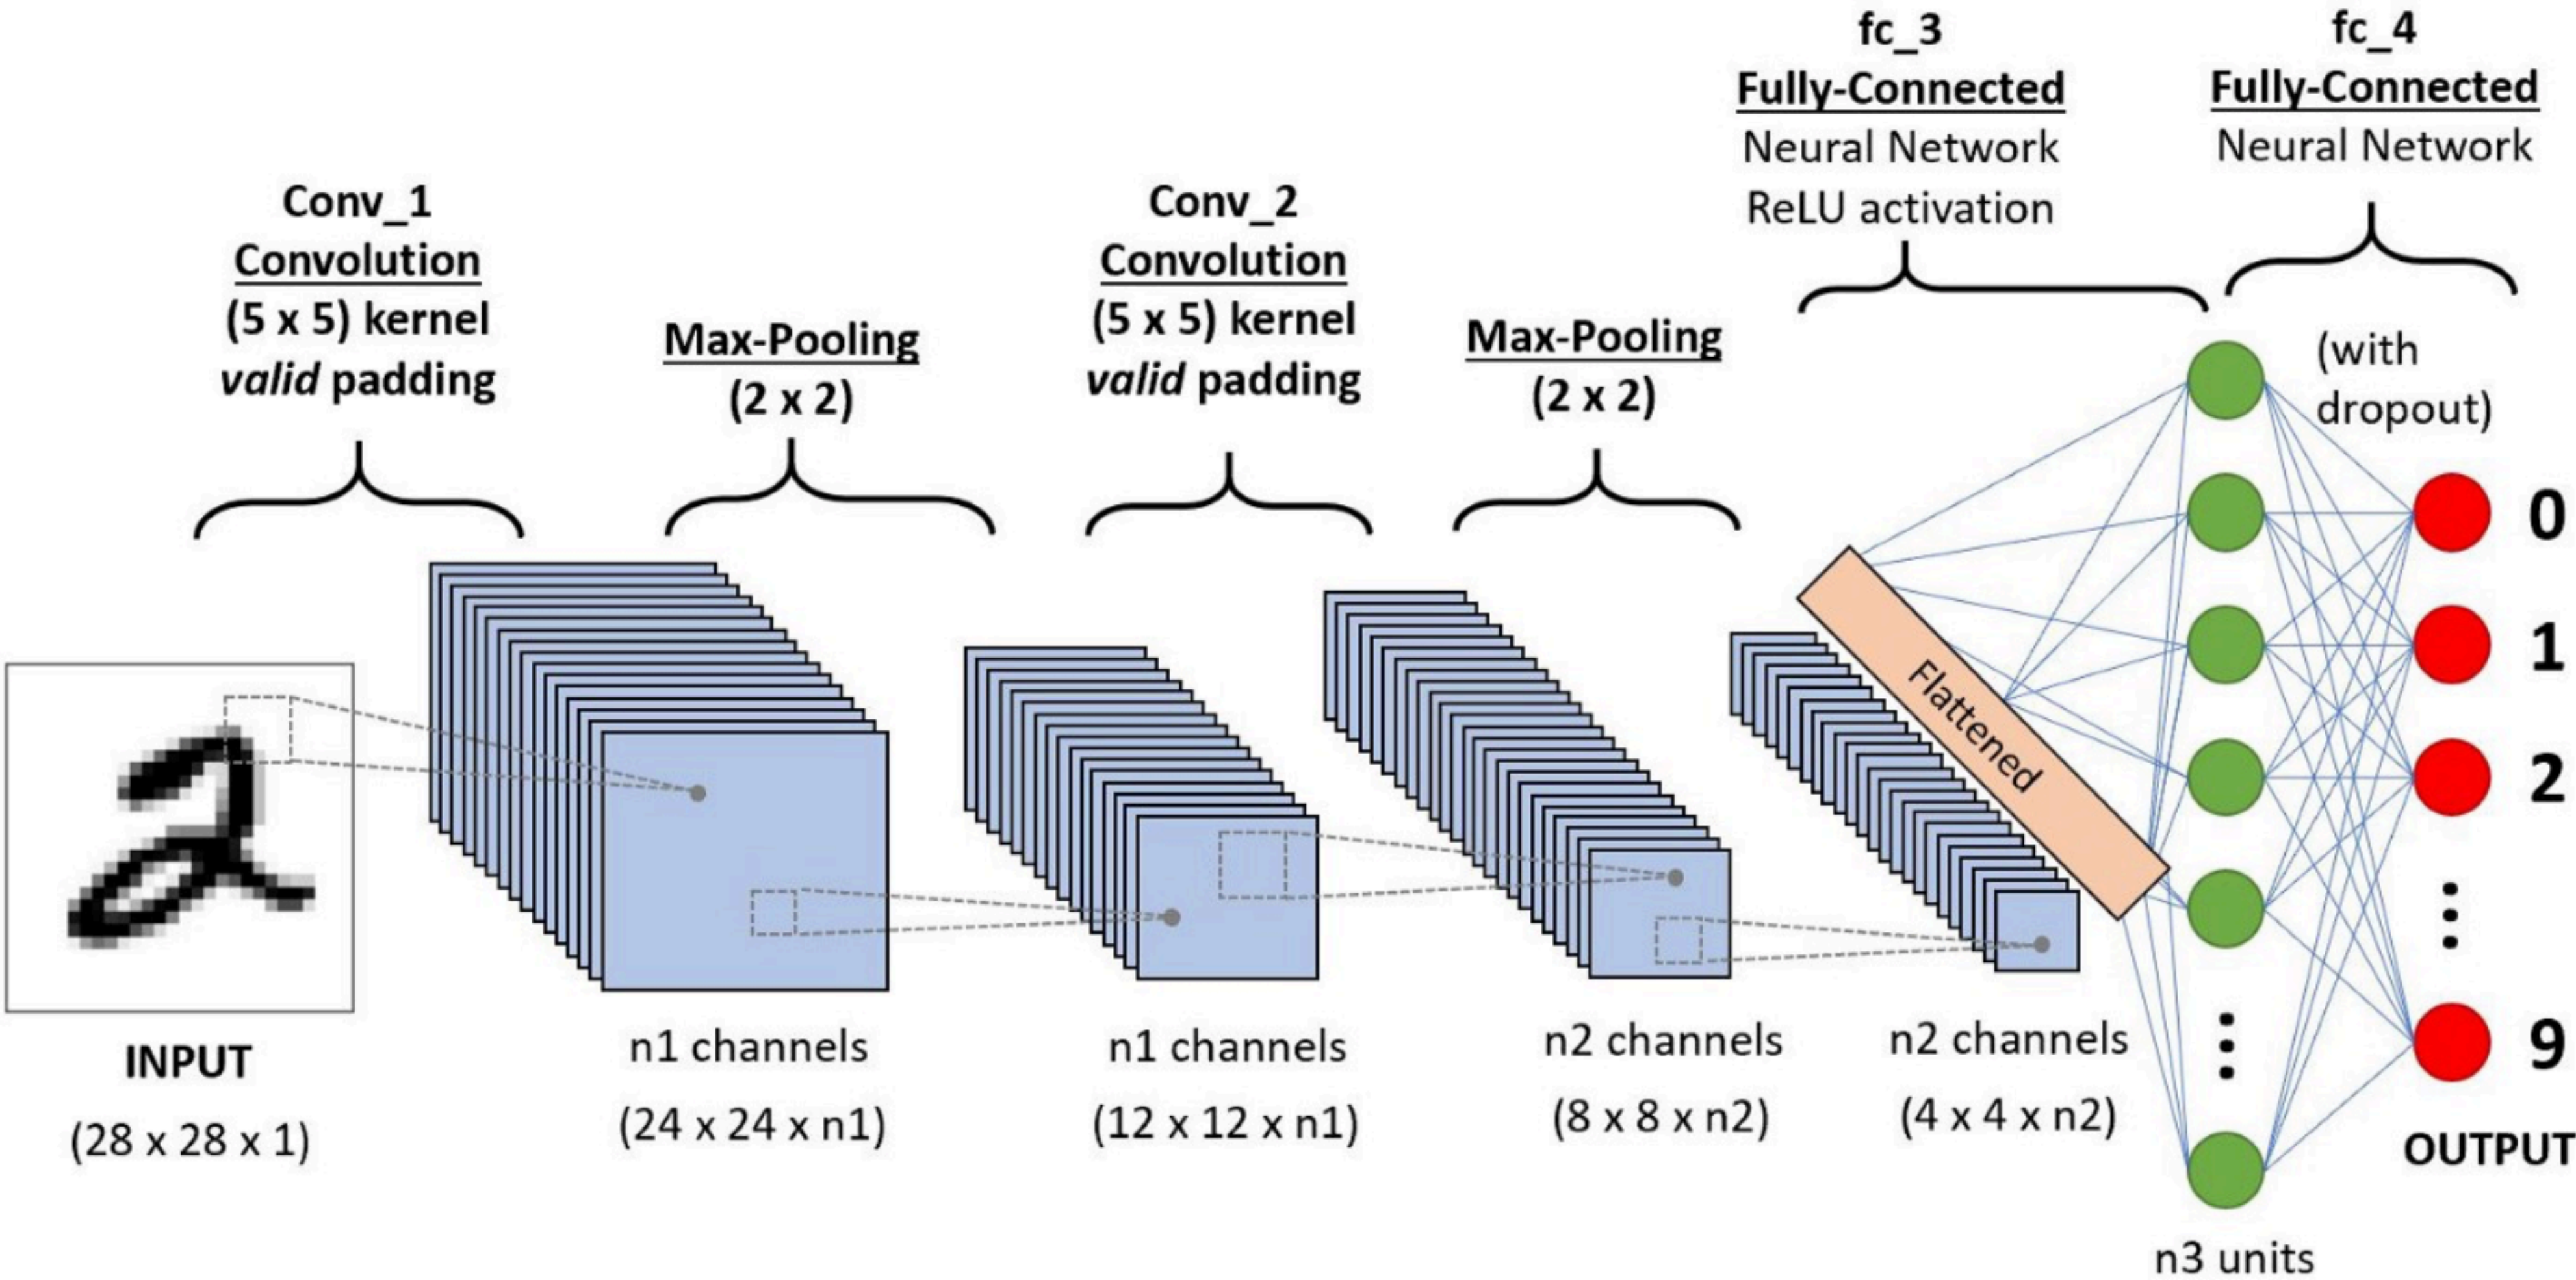 Conv_1
Convolution
(5 x 5) kernel
valid padding
Max-Pooling
(2 x 2)
Conv_2
Convolution
(5 x 5) kernel
valid padding
Max-Pooling
(2 x 2)
fc_3
Fully-Connected
Neural Network
ReLU activation
fc_4
Fully-Connected
Neural Network
(with
dropout)
INPUT
(28 x 28 x 1)
n1 channels
(24 x 24 x n1)
n1 channels
(12 x 12 x n1)
n2 channels
(8 x 8 x n2)
n2 channels
(4 x 4 x n2)
Flattened
n3 units
0
1
2
9
OUTPUT